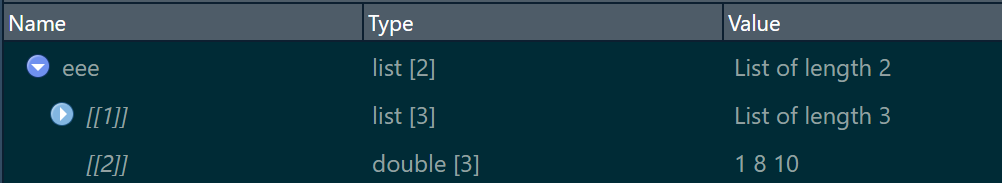 Name Type Value
eee list [2] List of length 2
[[1]] list [3] List of length 3
[[2]] double [3] 1 8 10